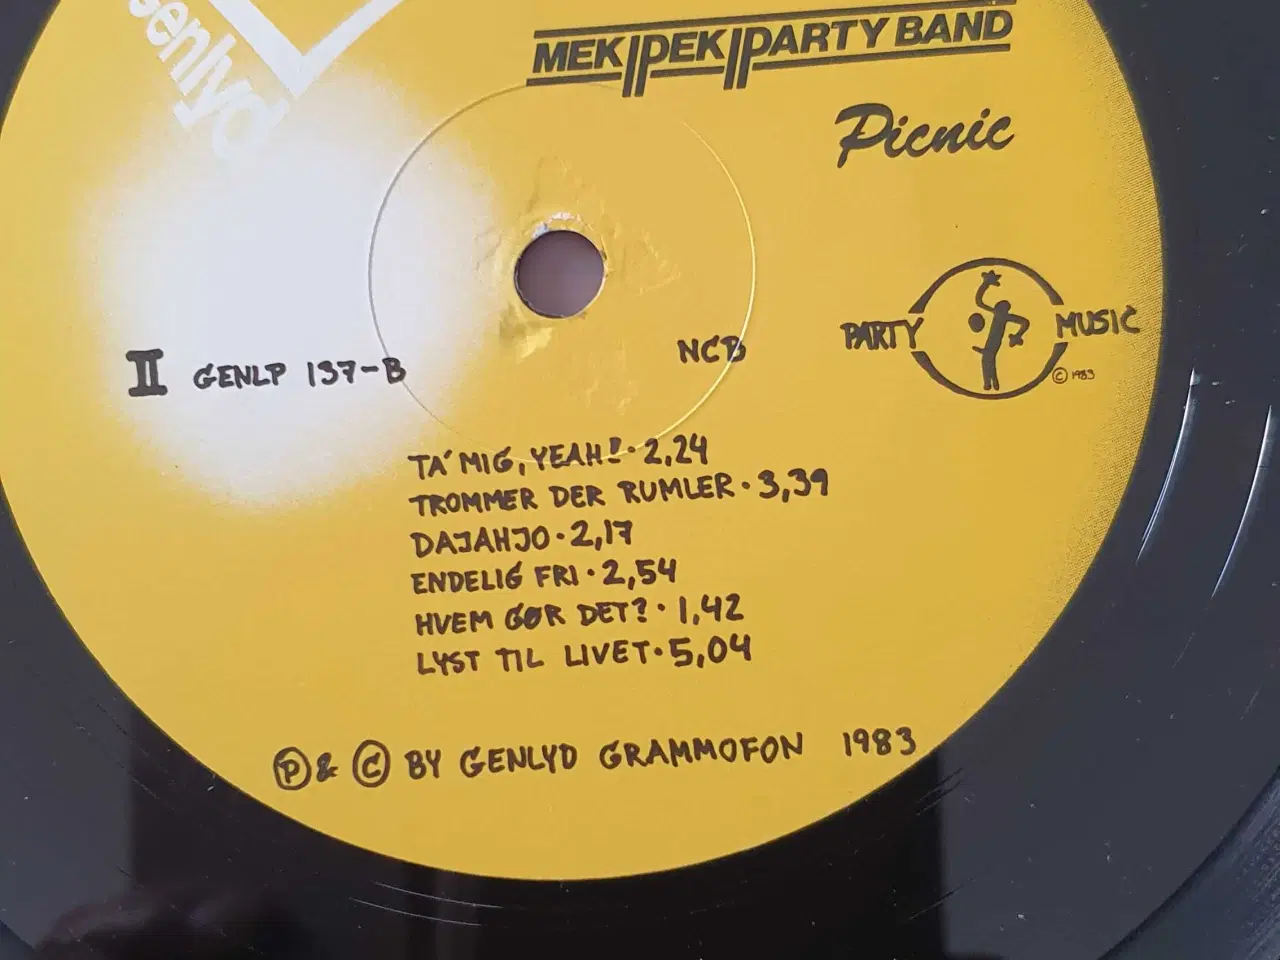 genlyd
MEK PEK PARTY BAND
Picnic
PARTY MUSIC
© 1983
NCB
II GENLP 137-B
TA' MIG, YEAH! · 2,24
TROMMER DER RUMLER · 3,39
DAJAHJO · 2,17
ENDELIG FRI · 2,54
HVEM GØR DET? · 1,42
LYST TIL LIVET · 5,04
Ⓟ & © BY GENLYD GRAMMOFON 1983